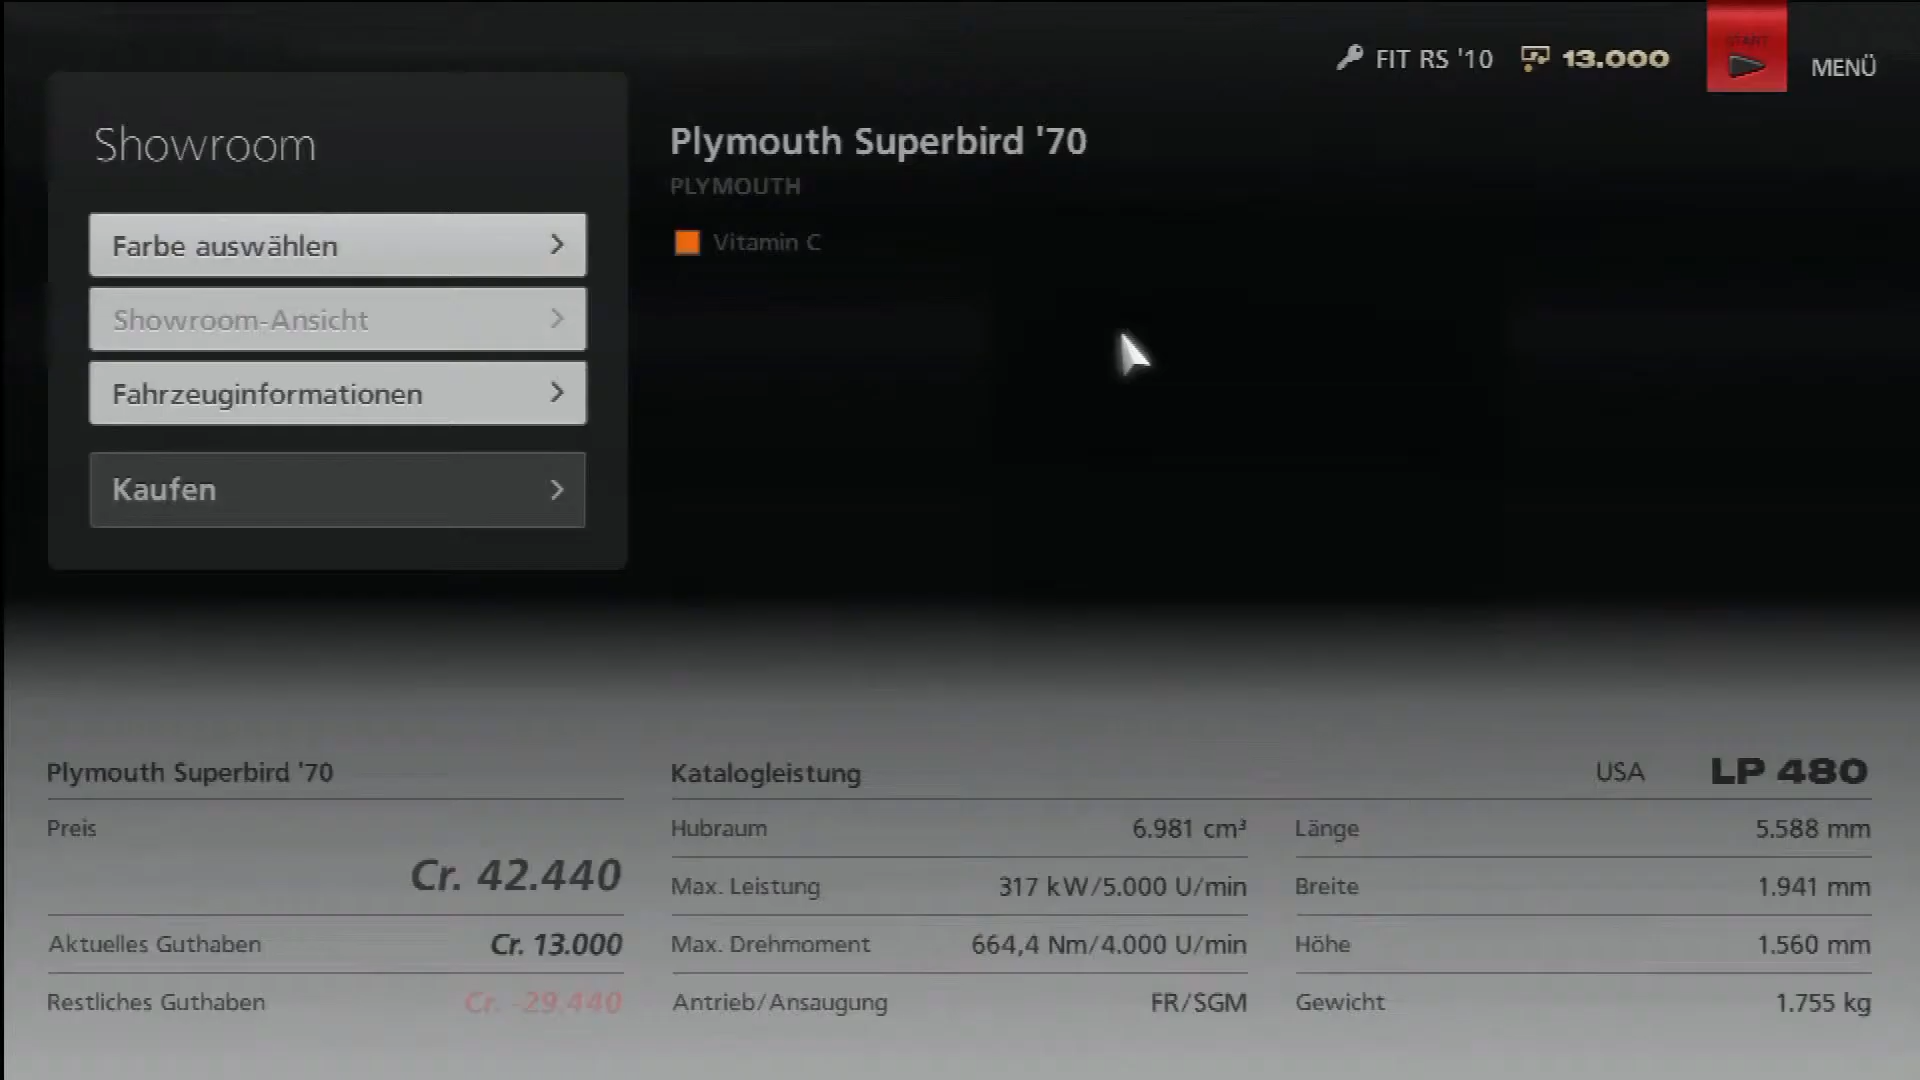 FIT RS '10
13.000
START
MENÜ
Showroom
Farbe auswählen
Showroom-Ansicht
Fahrzeuginformationen
Kaufen
Plymouth Superbird '70
PLYMOUTH
Vitamin C
Plymouth Superbird '70
Preis
Cr. 42.440
Aktuelles Guthaben Cr. 13.000
Restliches Guthaben Cr. -29.440
Katalogleistung USA LP 480
Hubraum 6.981 cm³
Max. Leistung 317 kW/5.000 U/min
Max. Drehmoment 664,4 Nm/4.000 U/min
Antrieb/Ansaugung FR/SGM
Länge 5.588 mm
Breite 1.941 mm
Höhe 1.560 mm
Gewicht 1.755 kg